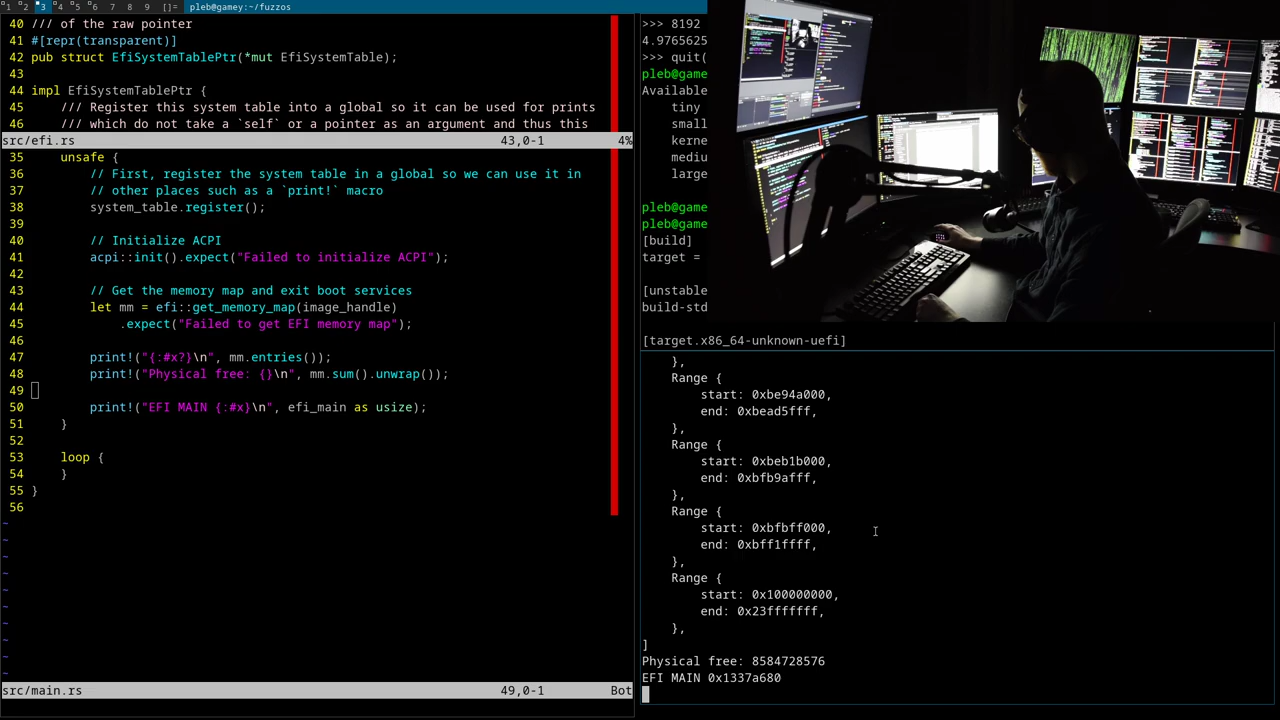 1 2 3 4 5 6 7 8 9 []= pleb@gamey:~/fuzzos
40 /// of the raw pointer
41 #[repr(transparent)]
42 pub struct EfiSystemTablePtr(*mut EfiSystemTable);
43
44 impl EfiSystemTablePtr {
45 /// Register this system table into a global so it can be used for prints
46 /// which do not take a `self` or a pointer as an argument and thus this
src/efi.rs 43,0-1 4%
35 unsafe {
36 // First, register the system table in a global so we can use it in
37 // other places such as a `print!` macro
38 system_table.register();
39
40 // Initialize ACPI
41 acpi::init().expect("Failed to initialize ACPI");
42
43 // Get the memory map and exit boot services
44 let mm = efi::get_memory_map(image_handle)
45 .expect("Failed to get EFI memory map");
46
47 print!("{:#x?}\n", mm.entries());
48 print!("Physical free: {}\n", mm.sum().unwrap());
49
50 print!("EFI MAIN {:#x}\n", efi_main as usize);
51 }
52
53 loop {
54 }
55 }
56
~
~
~
~
~
~
~
~
~
~
src/main.rs 49,0-1 Bot
>>> 8192
4.9765625
>>> quit(
pleb@game
Available
tiny
small
kerne
mediu
large
pleb@game
pleb@game
[build]
target =
[unstable
build-std
[target.x86_64-unknown-uefi]
},
Range {
start: 0xbe94a000,
end: 0xbead5fff,
},
Range {
start: 0xbeb1b000,
end: 0xbfb9afff,
},
Range {
start: 0xbfbff000,
end: 0xbff1ffff,
},
Range {
start: 0x100000000,
end: 0x23fffffff,
},
]
Physical free: 8584728576
EFI MAIN 0x1337a680